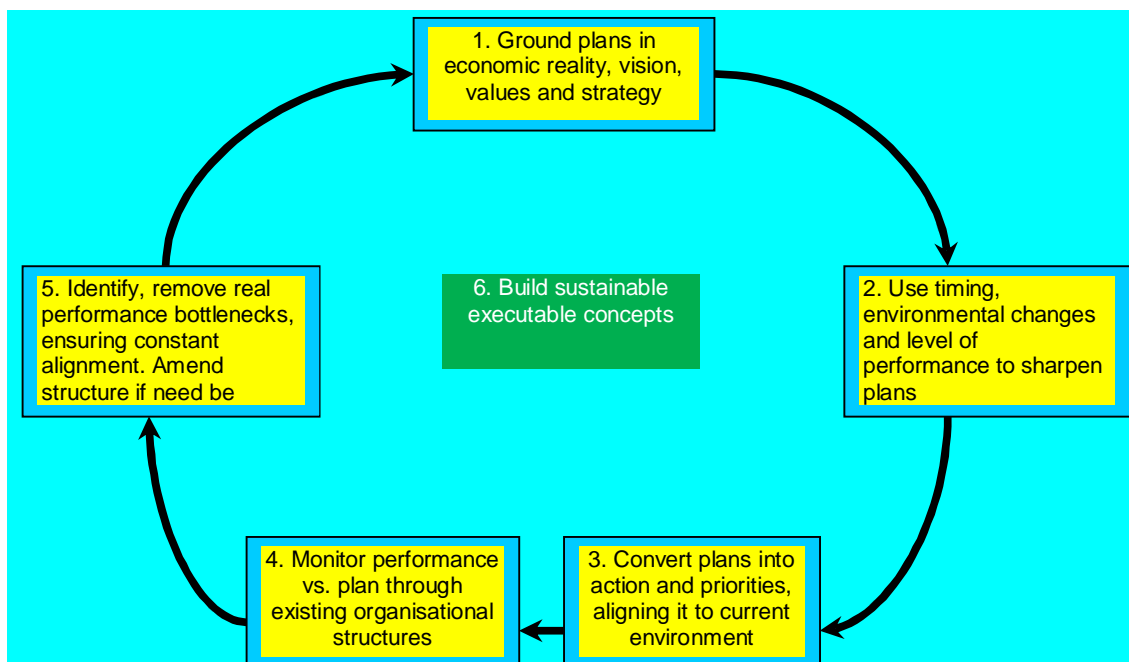 1. Ground plans in
economic reality, vision,
values and strategy
2. Use timing,
environmental changes
and level of
performance to sharpen
plans
3. Convert plans into
action and priorities,
aligning it to current
environment
4. Monitor performance
vs. plan through
existing organisational
structures
5. Identify, remove real
performance bottlenecks,
ensuring constant
alignment. Amend
structure if need be
6. Build sustainable
executable concepts